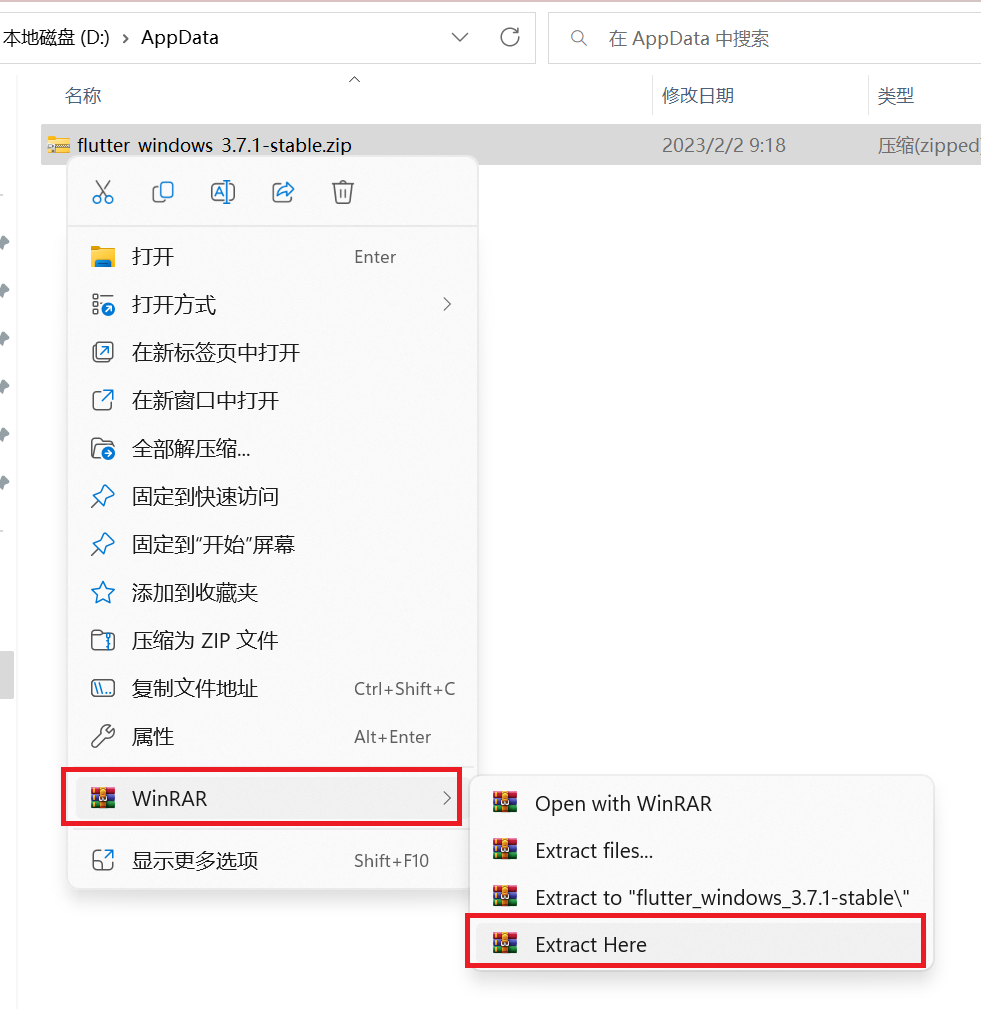 本地磁盘 (D:) › AppData
在 AppData 中搜索
名称 修改日期 类型
flutter_windows_3.7.1-stable.zip 2023/2/2 9:18 压缩(zipped)
打开 Enter
打开方式
在新标签页中打开
在新窗口中打开
全部解压缩...
固定到快速访问
固定到"开始"屏幕
添加到收藏夹
压缩为 ZIP 文件
复制文件地址 Ctrl+Shift+C
属性 Alt+Enter
WinRAR
显示更多选项 Shift+F10
Open with WinRAR
Extract files...
Extract to "flutter_windows_3.7.1-stable\"
Extract Here